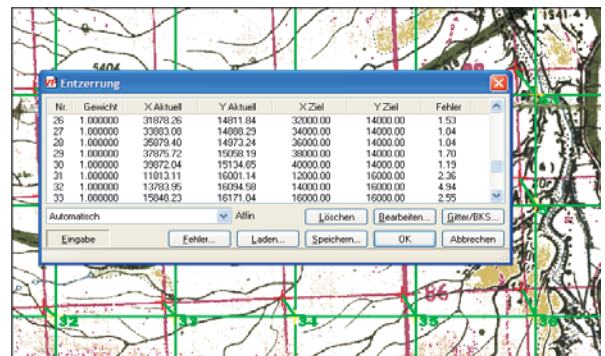 5406
1541.4
Entzerrung
Nr. Gewicht X Aktuell Y Aktuell X Ziel Y Ziel Fehler
26 1.000000 31878.26 14811.84 32000.00 14000.00 1.53
27 1.000000 33883.08 14888.29 34000.00 14000.00 1.04
28 1.000000 35879.40 14973.24 36000.00 14000.00 1.04
29 1.000000 37875.72 15058.19 38000.00 14000.00 1.70
30 1.000000 39872.04 15134.65 40000.00 14000.00 1.19
31 1.000000 11813.11 16001.14 12000.00 16000.00 2.36
32 1.000000 13783.95 16094.58 14000.00 16000.00 4.94
33 1.000000 15848.23 16171.04 16000.00 16000.00 2.55
Automatisch Affin Löschen Bearbeiten... Gitter/BKS...
Eingabe Fehler... Laden... Speichern... OK Abbrechen
86
32 33 34 35 36